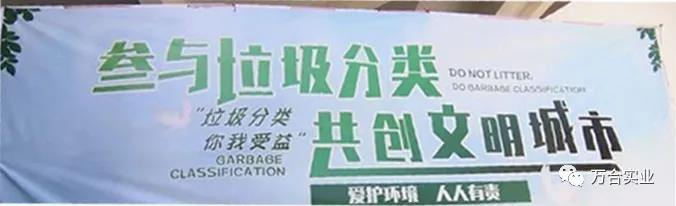 参与垃圾分类
DO NOT LITTER,
DO GARBAGE CLASSIFICATION
"垃圾分类
你我受益"
GARBAGE
CLASSIFICATION
共创文明城市
爱护环境 人人有责
万合实业